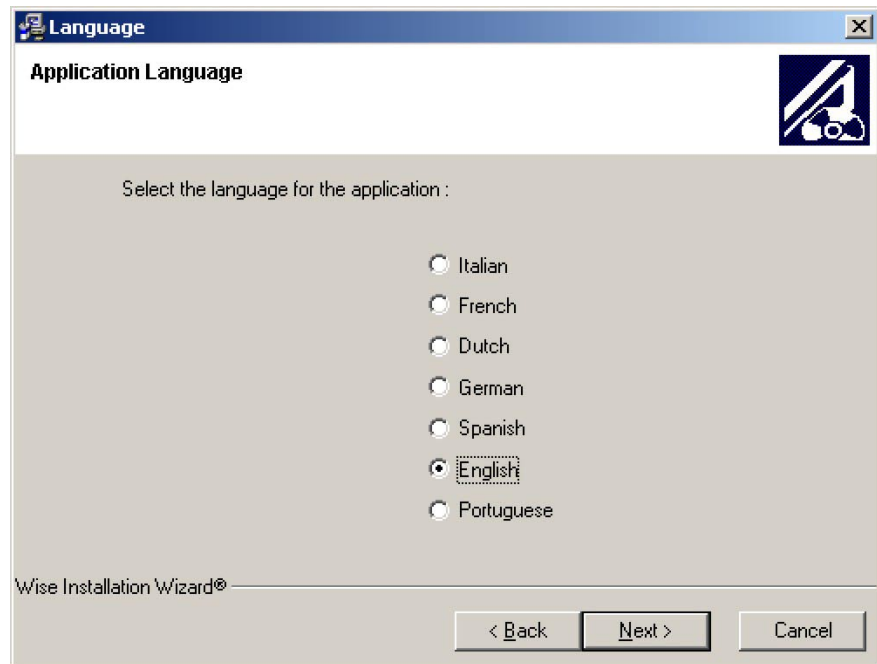 Language
Application Language
Select the language for the application :
Italian
French
Dutch
German
Spanish
English
Portuguese
Wise Installation Wizard®
< Back Next > Cancel